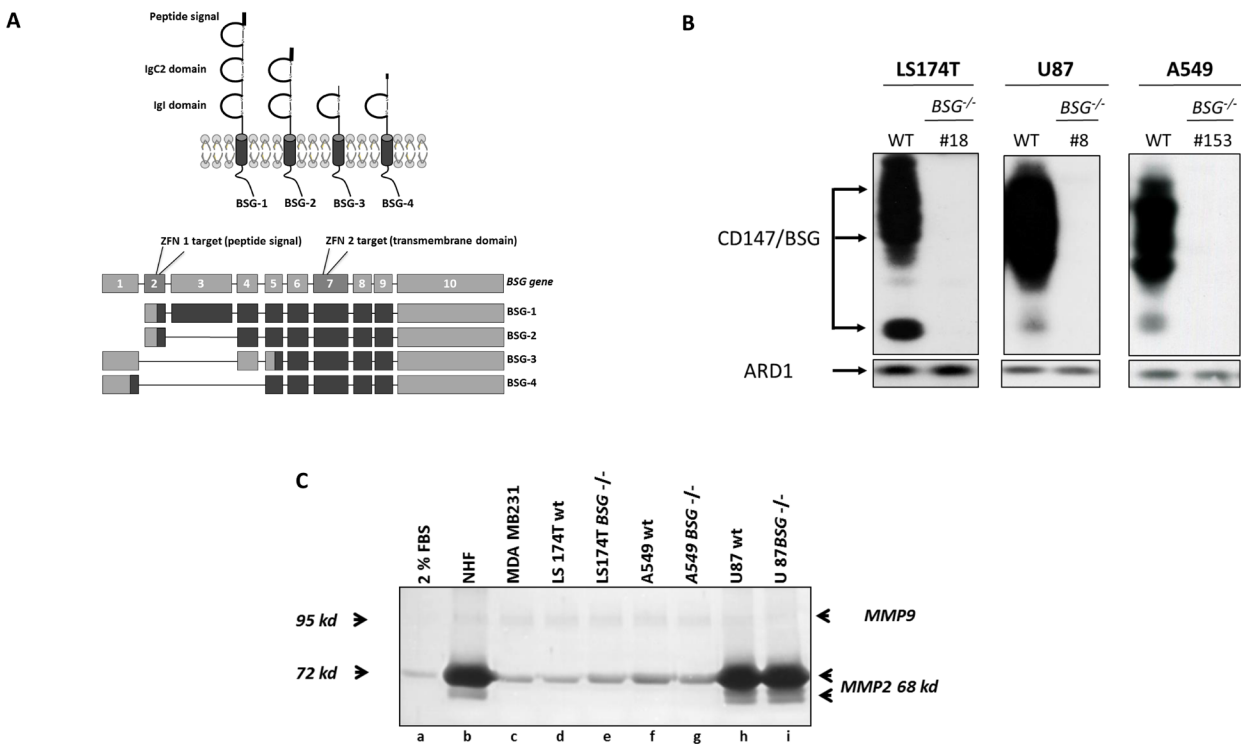 A
Peptide signal
IgC2 domain
IgI domain
BSG-1 BSG-2 BSG-3 BSG-4
ZFN 1 target (peptide signal) ZFN 2 target (transmembrane domain)
1 2 3 4 5 6 7 8 9 10 BSG gene
BSG-1
BSG-2
BSG-3
BSG-4
B
LS174T U87 A549
BSG-/- BSG-/- BSG-/-
WT #18 WT #8 WT #153
CD147/BSG
ARD1
C
2 % FBS
NHF
MDA MB231
LS 174T wt
LS174T BSG -/-
A549 wt
A549 BSG -/-
U87 wt
U 87BSG -/-
95 kd MMP9
72 kd
MMP2 68 kd
a b c d e f g h i